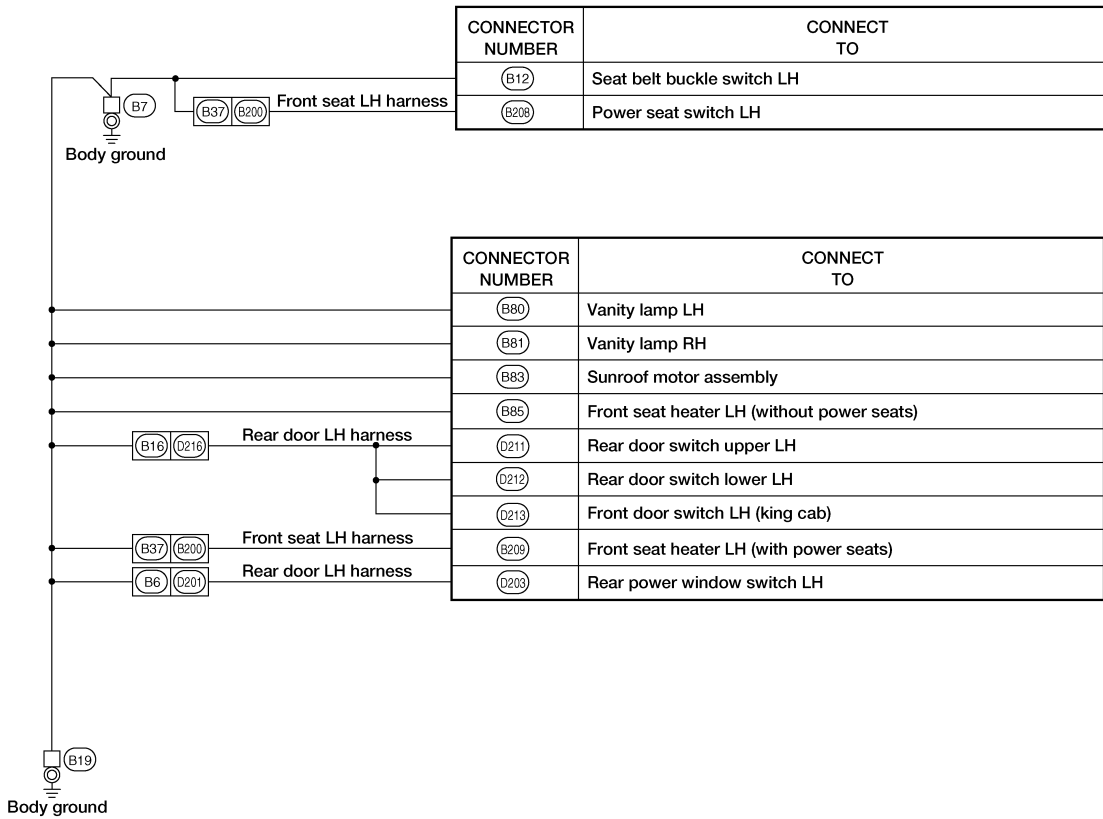 CONNECTOR NUMBER CONNECT TO
B12 Seat belt buckle switch LH
B7
B37 B200 Front seat LH harness B208 Power seat switch LH
Body ground
CONNECTOR NUMBER CONNECT TO
B80 Vanity lamp LH
B81 Vanity lamp RH
B83 Sunroof motor assembly
B85 Front seat heater LH (without power seats)
B16 D216 Rear door LH harness D211 Rear door switch upper LH
D212 Rear door switch lower LH
D213 Front door switch LH (king cab)
B37 B200 Front seat LH harness B209 Front seat heater LH (with power seats)
B6 D201 Rear door LH harness D203 Rear power window switch LH
B19
Body ground